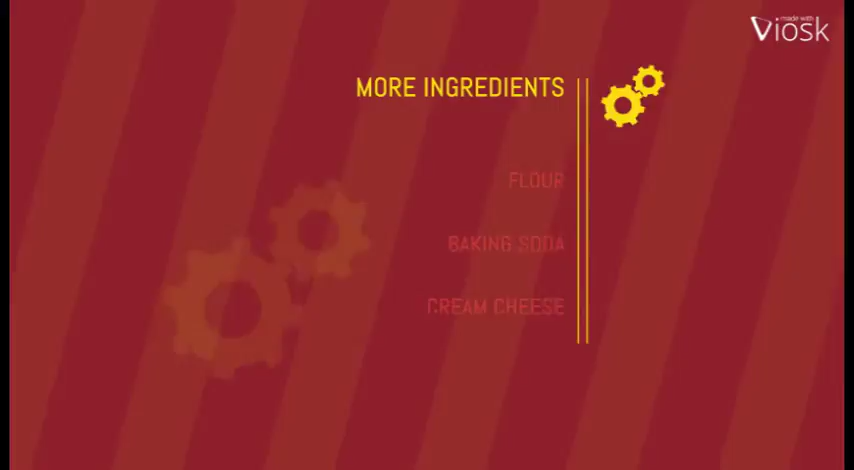 made with
Viosk
MORE INGREDIENTS
FLOUR
BAKING SODA
CREAM CHEESE